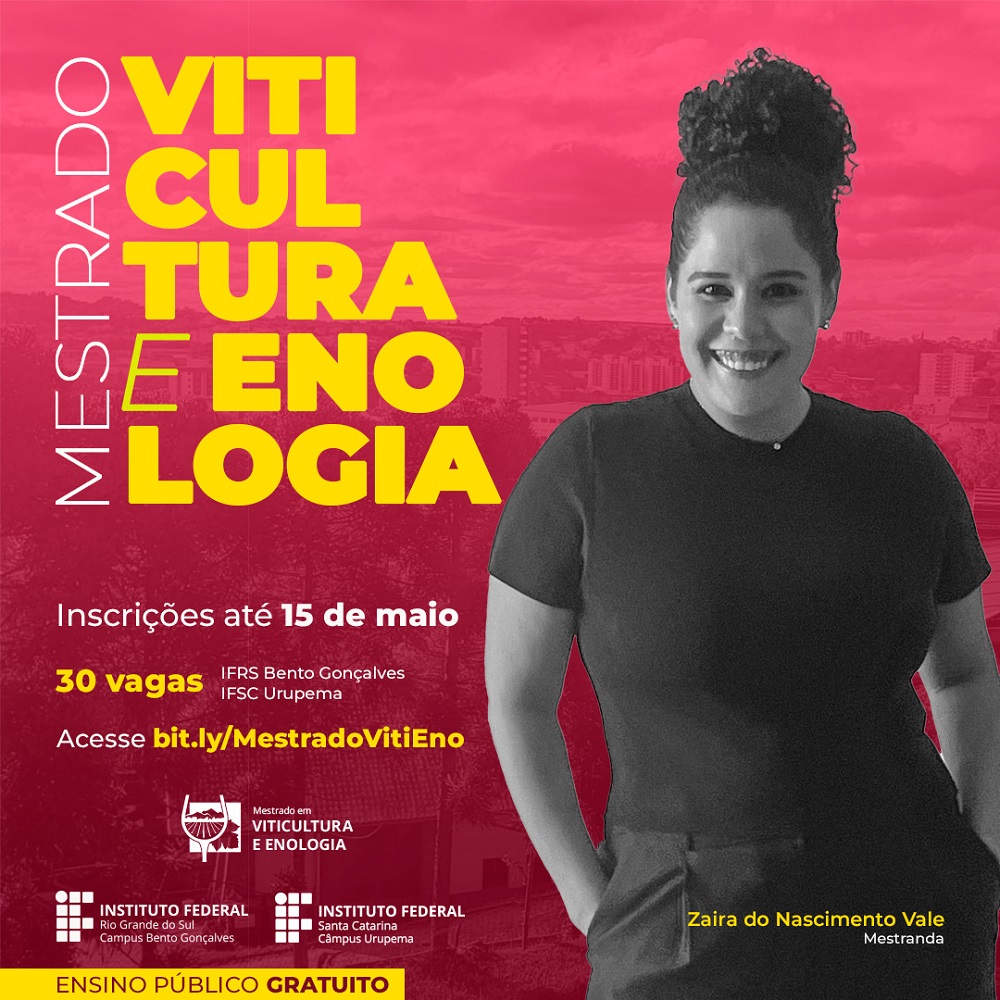 MESTRADO
VITI
CUL
TURA
E ENO
LOGIA
Inscrições até 15 de maio
30 vagas
IFRS Bento Gonçalves
IFSC Urupema
Acesse bit.ly/MestradoVitiEno
Mestrado em
VITICULTURA
E ENOLOGIA
INSTITUTO FEDERAL
Rio Grande do Sul
Campus Bento Gonçalves
INSTITUTO FEDERAL
Santa Catarina
Câmpus Urupema
Zaira do Nascimento Vale
Mestranda
ENSINO PÚBLICO GRATUITO